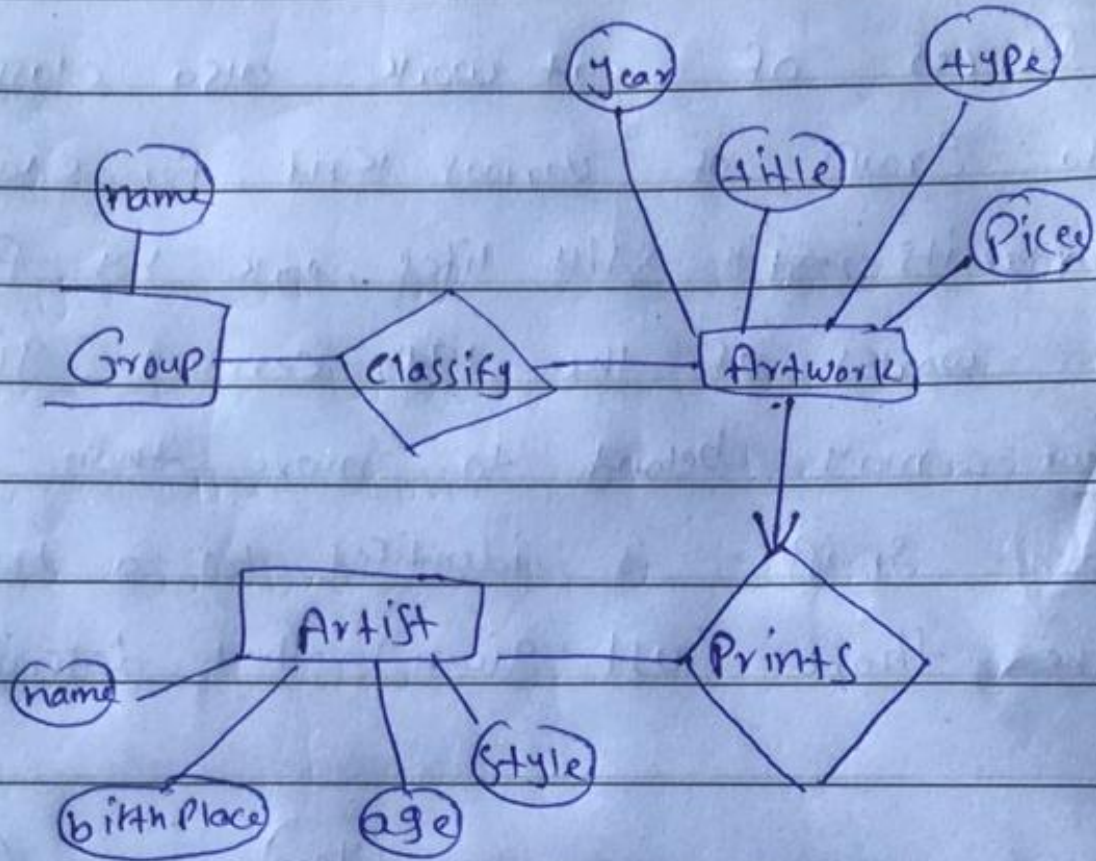 year
type
title
name
Pices
Group
Classify
Artwork
Artist
Prints
name
style
birthPlace
age